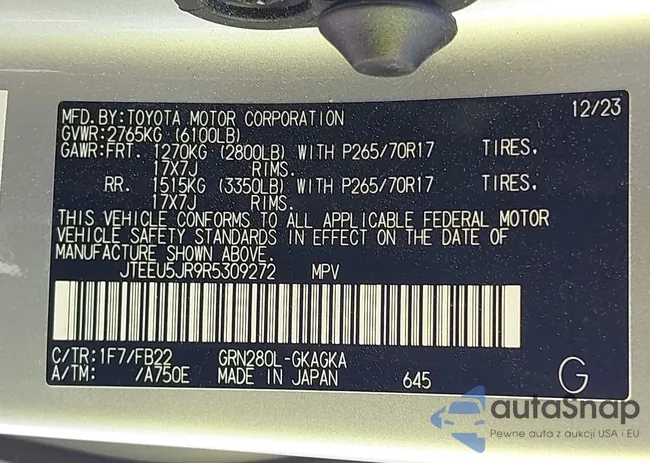 MFD.BY:TOYOTA MOTOR CORPORATION 12/23
GVWR:2765KG (6100LB)
GAWR:FRT. 1270KG (2800LB) WITH P265/70R17 TIRES.
17X7J RIMS.
RR. 1515KG (3350LB) WITH P265/70R17 TIRES.
17X7J RIMS.
THIS VEHICLE CONFORMS TO ALL APPLICABLE FEDERAL MOTOR
VEHICLE SAFETY STANDARDS IN EFFECT ON THE DATE OF
MANUFACTURE SHOWN ABOVE.
JTEEU5JR9R5309272 MPV
C/TR:1F7/FB22 GRN280L-GKAGKA
A/TM: /A750E MADE IN JAPAN 645 G
autaSnap
Pewne auta z aukcji USA i EU